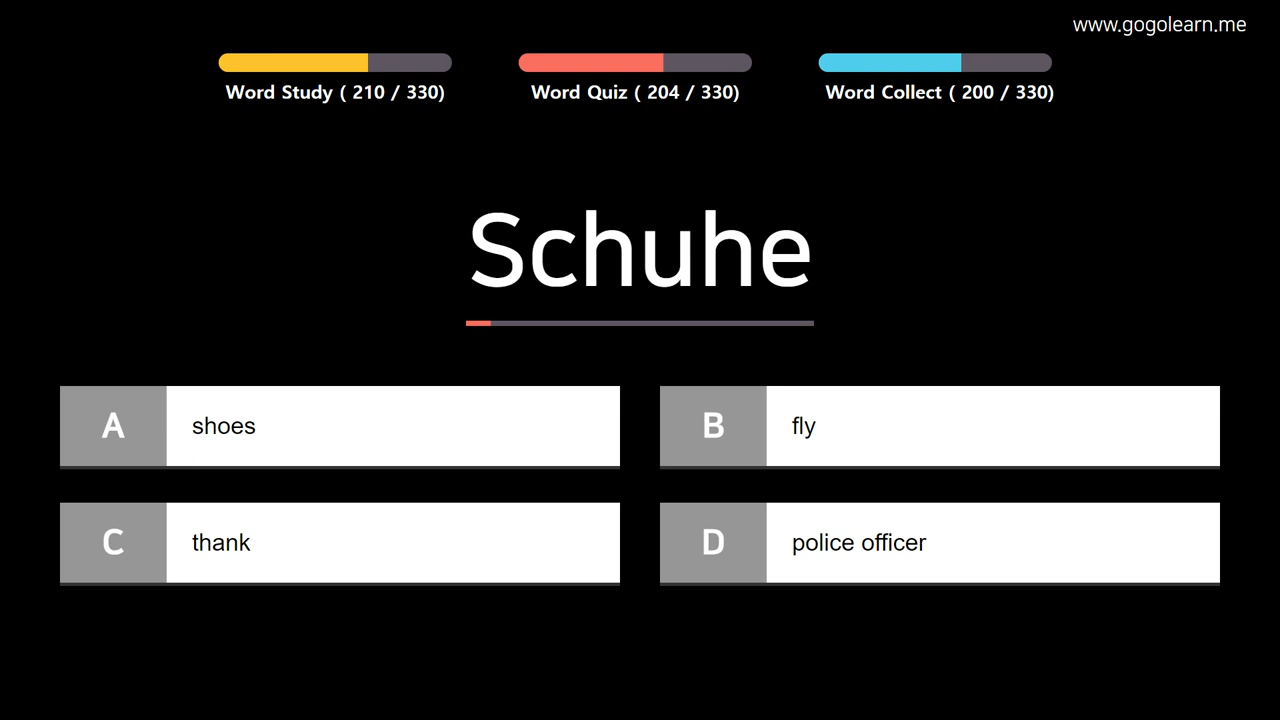 www.gogolearn.me
Word Study ( 210 / 330)
Word Quiz ( 204 / 330)
Word Collect ( 200 / 330)
Schuhe
A shoes
B fly
C thank
D police officer